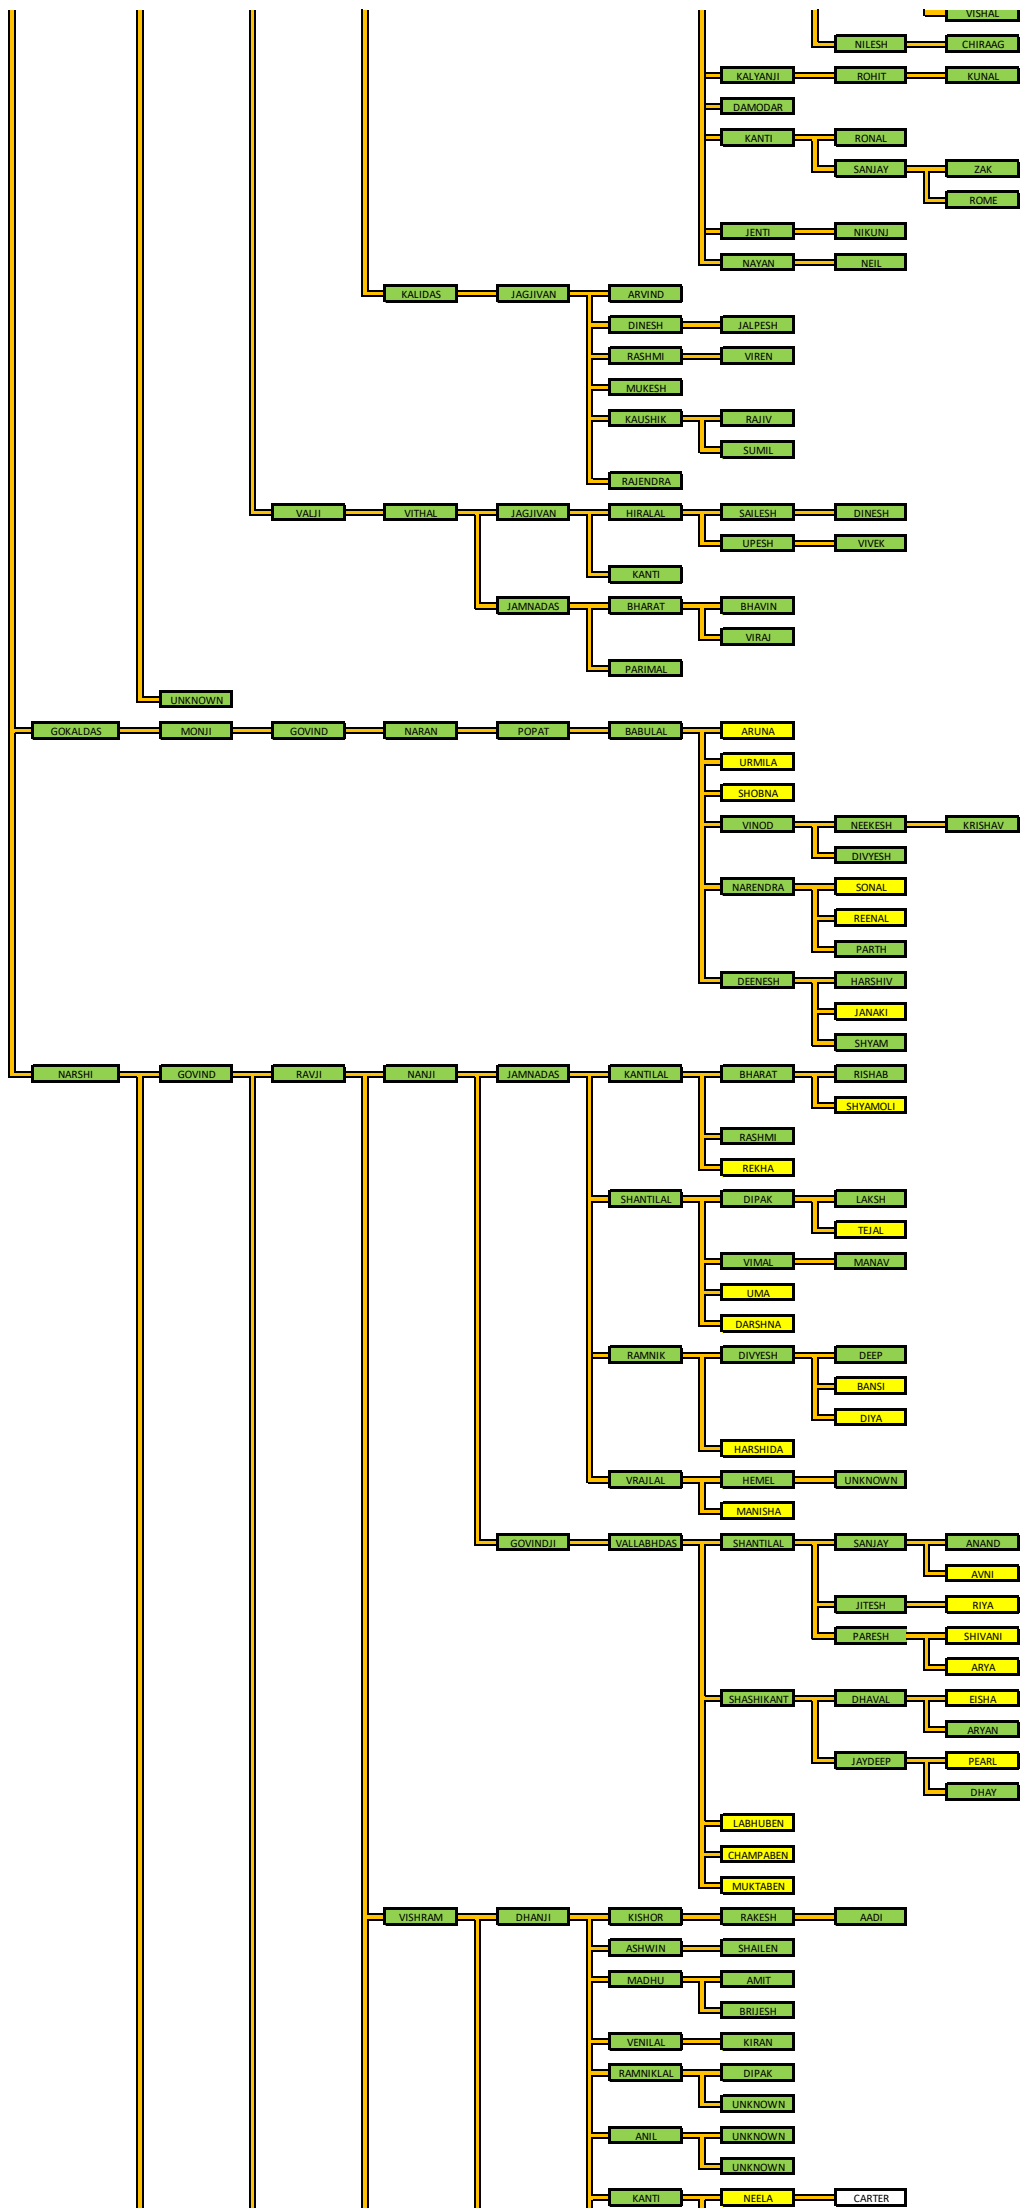 VISHAL
NILESH CHIRAAG
KALYANJI ROHIT KUNAL
DAMODAR
KANTI RONAL
SANJAY ZAK
ROME
JENTI NIKUNJ
NAYAN NEIL
KALIDAS JAGJIVAN ARVIND
DINESH JALPESH
RASHMI VIREN
MUKESH
KAUSHIK RAJIV
SUMIL
RAJENDRA
VALJI VITHAL JAGJIVAN HIRALAL SAILESH DINESH
UPESH VIVEK
KANTI
JAMNADAS BHARAT BHAVIN
VIRAJ
PARIMAL
UNKNOWN
GOKALDAS MONJI GOVIND NARAN POPAT BABULAL ARUNA
URMILA
SHOBNA
VINOD NEEKESH KRISHAV
DIVYESH
NARENDRA SONAL
REENAL
PARTH
DEENESH HARSHIV
JANAKI
SHYAM
NARSHI GOVIND RAVJI NANJI JAMNADAS KANTILAL BHARAT RISHAB
SHYAMOLI
RASHMI
REKHA
SHANTILAL DIPAK LAKSH
TEJAL
VIMAL MANAV
UMA
DARSHNA
RAMNIK DIVYESH DEEP
BANSI
DIYA
HARSHIDA
VRAJLAL HEMEL UNKNOWN
MANISHA
GOVINDJI VALLABHDAS SHANTILAL SANJAY ANAND
AVNI
JITESH RIYA
PARESH SHIVANI
ARYA
SHASHIKANT DHAVAL EISHA
ARYAN
JAYDEEP PEARL
DHAY
LABHUBEN
CHAMPABEN
MUKTABEN
VISHRAM DHANJI KISHOR RAKESH AADI
ASHWIN SHAILEN
MADHU AMIT
BRIJESH
VENILAL KIRAN
RAMNIKLAL DIPAK
UNKNOWN
ANIL UNKNOWN
UNKNOWN
KANTI NEELA CARTER